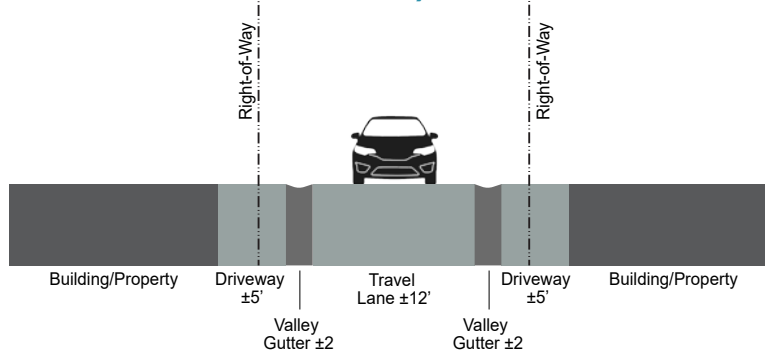 Right-of-Way
Right-of-Way
Building/Property
Driveway
±5’
Travel
Lane ±12’
Driveway
±5’
Building/Property
Valley
Gutter ±2
Valley
Gutter ±2